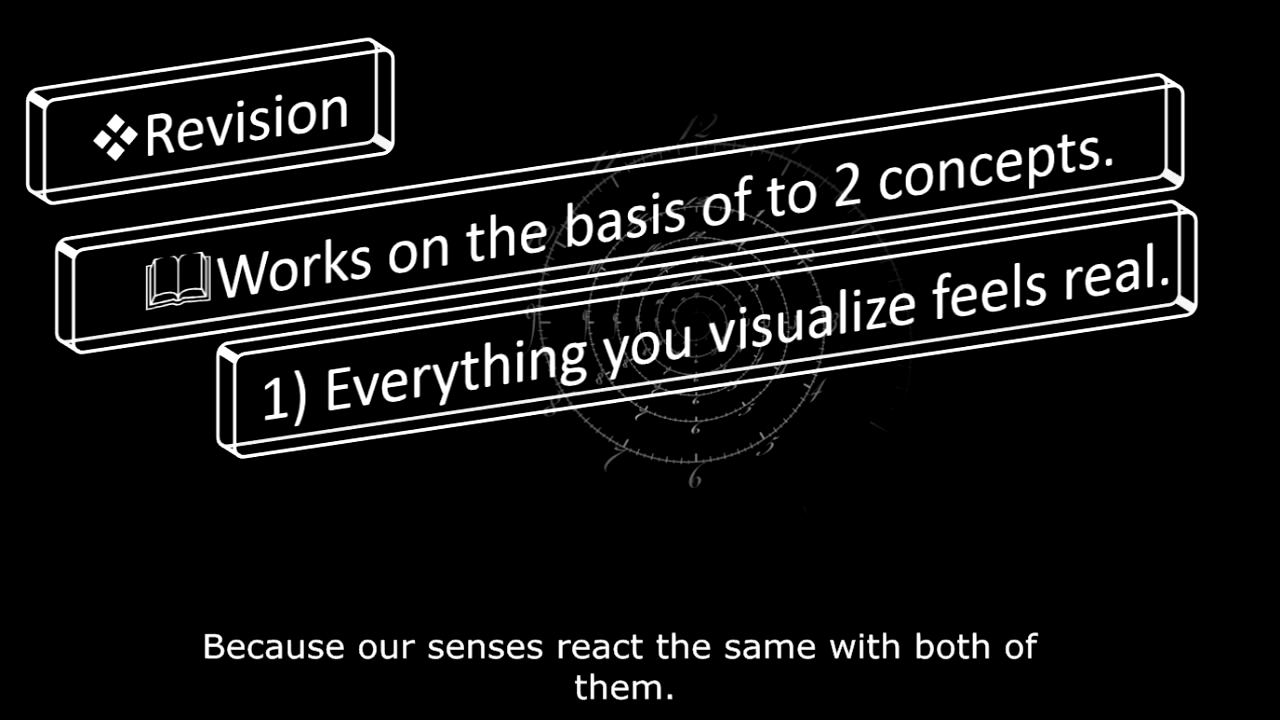 ❖Revision
Works on the basis of to 2 concepts.
1) Everything you visualize feels real.
Because our senses react the same with both of
them.